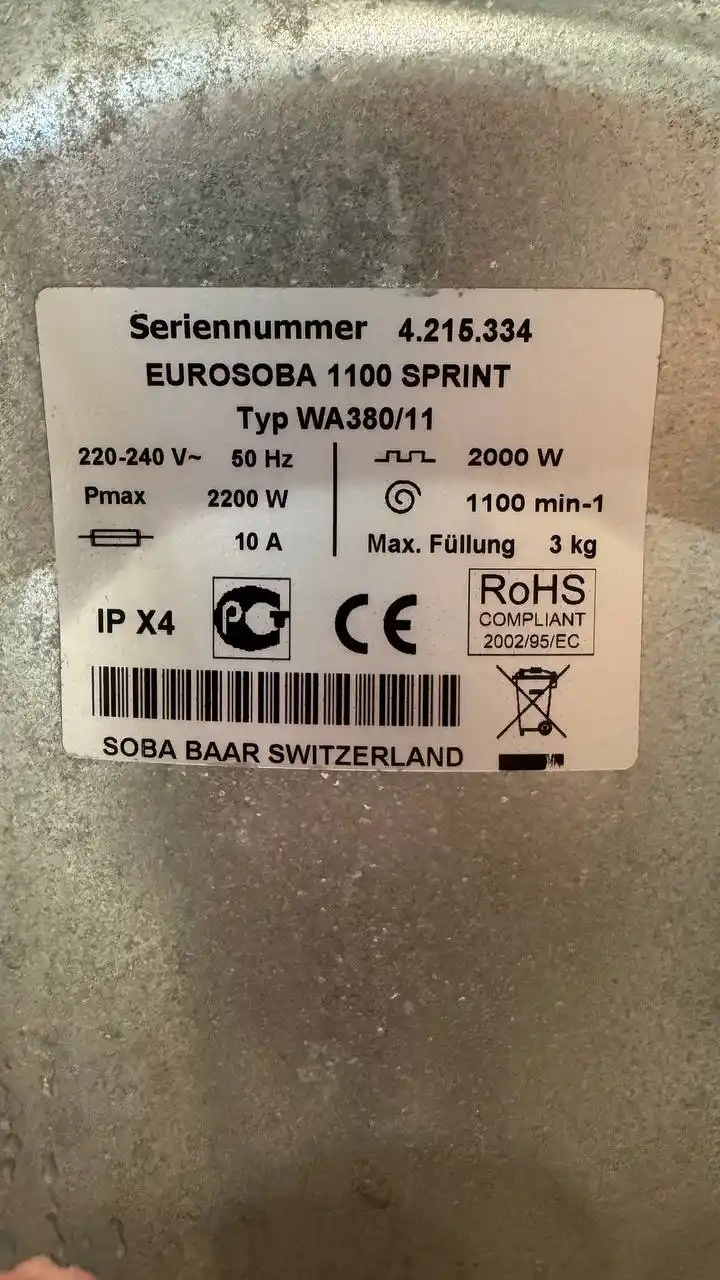 Seriennummer 4.215.334
EUROSOBA 1100 SPRINT
Typ WA380/11
220-240 V~ 50 Hz
2000 W
Pmax 2200 W
1100 min-1
10 A
Max. Füllung 3 kg
IP X4
РСТ
CE
RoHS
COMPLIANT
2002/95/EC
SOBA BAAR SWITZERLAND